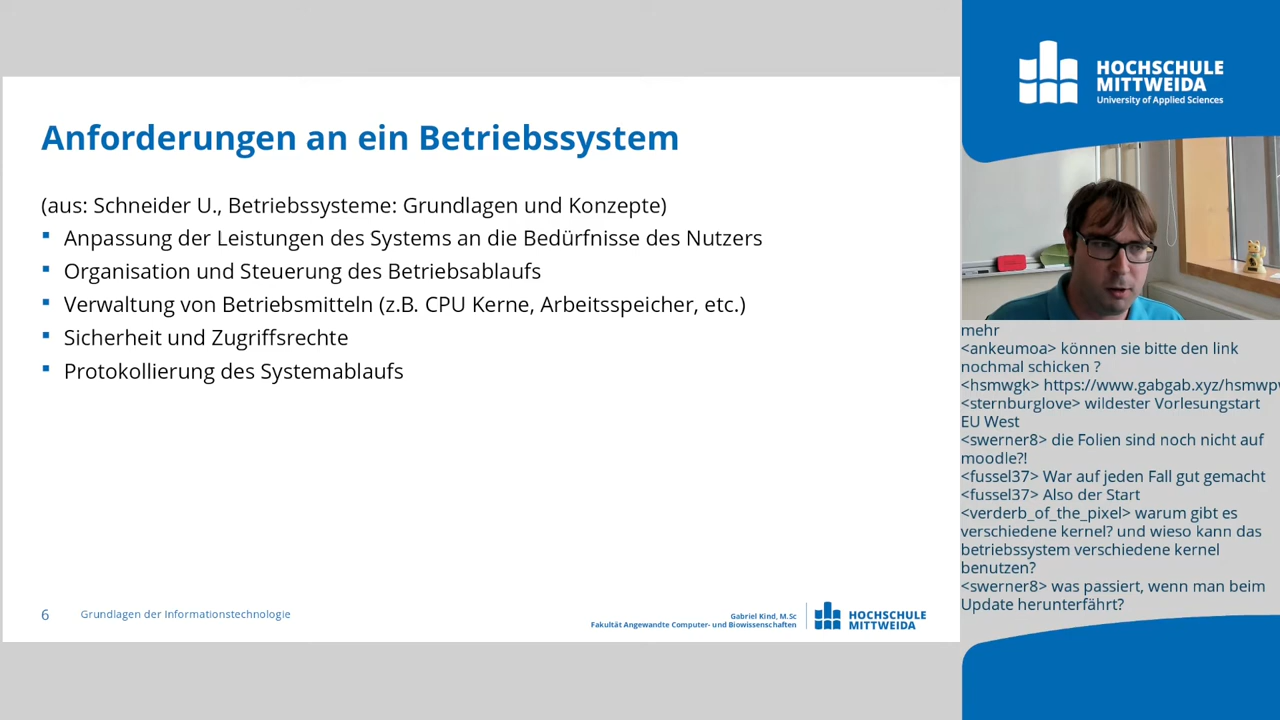 Anforderungen an ein Betriebssystem
(aus: Schneider U., Betriebssysteme: Grundlagen und Konzepte)
Anpassung der Leistungen des Systems an die Bedürfnisse des Nutzers
Organisation und Steuerung des Betriebsablaufs
Verwaltung von Betriebsmitteln (z.B. CPU Kerne, Arbeitsspeicher, etc.)
Sicherheit und Zugriffsrechte
Protokollierung des Systemablaufs
6
Grundlagen der Informationstechnologie
Gabriel Kind, M.Sc
Fakultät Angewandte Computer- und Biowissenschaften
HOCHSCHULE
MITTWEIDA
HOCHSCHULE
MITTWEIDA
University of Applied Sciences
mehr
<ankeumoa> können sie bitte den link
nochmal schicken ?
<hsmwgk> https://www.gabgab.xyz/hsmwp
<sternburglove> wildester Vorlesungstart
EU West
<swerner8> die Folien sind noch nicht auf
moodle?!
<fussel37> War auf jeden Fall gut gemacht
<fussel37> Also der Start
<verderb_of_the_pixel> warum gibt es
verschiedene kernel? und wieso kann das
betriebssystem verschiedene kernel
benutzen?
<swerner8> was passiert, wenn man beim
Update herunterfährt?